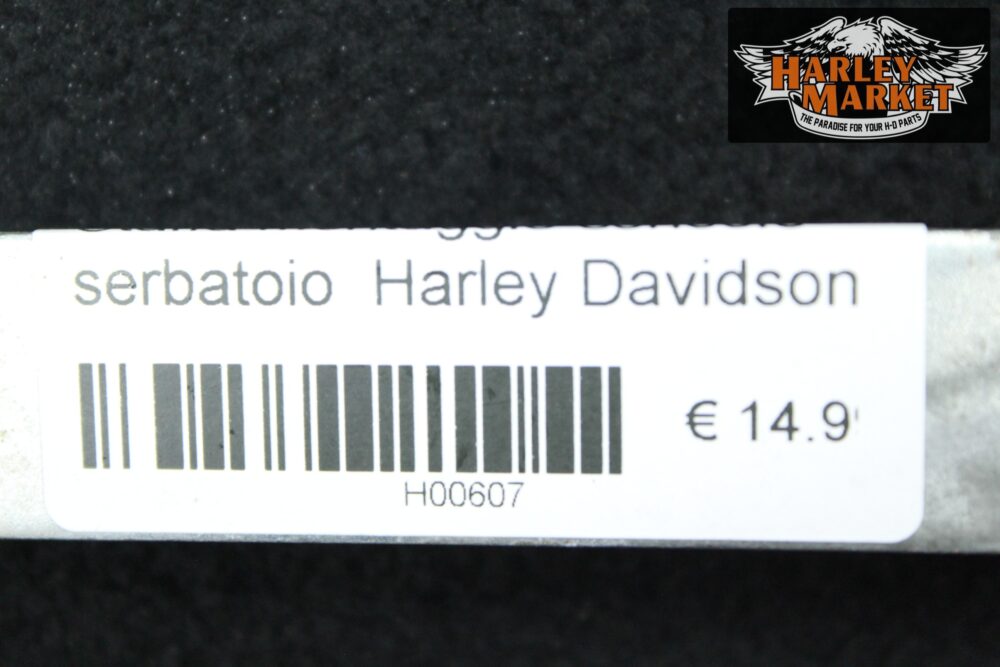 HARLEY
MARKET
THE PARADISE FOR YOUR H-D PARTS
serbatoio Harley Davidson
€ 14.9
H00607